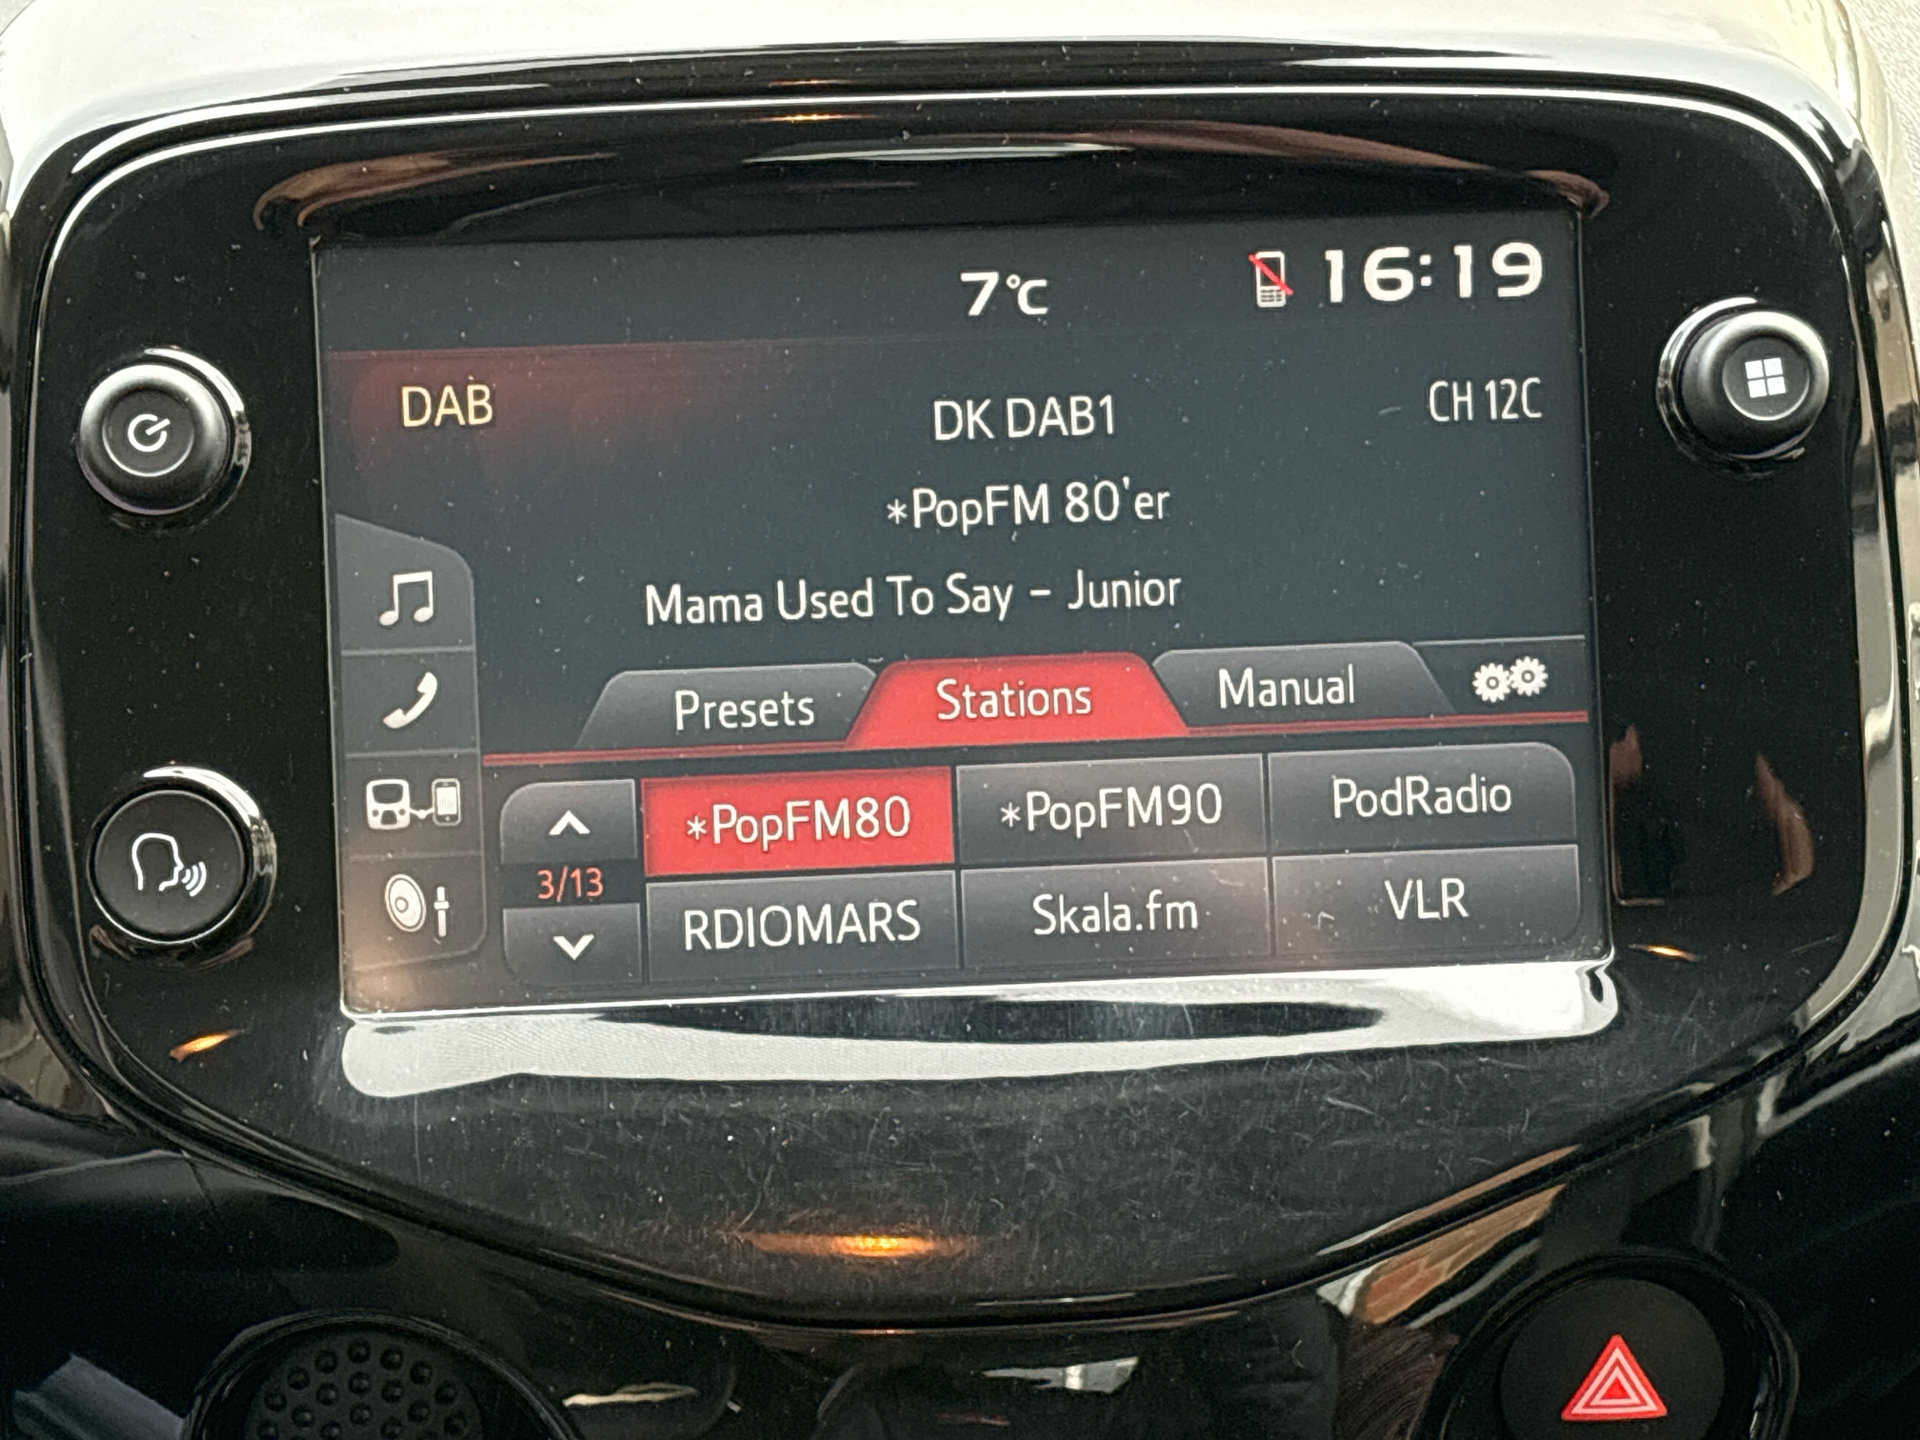 7°C 16:19
DAB DK DAB1 CH 12C
*PopFM 80'er
Mama Used To Say - Junior
Presets Stations Manual
*PopFM80 *PopFM90 PodRadio
3/13
RDIOMARS Skala.fm VLR